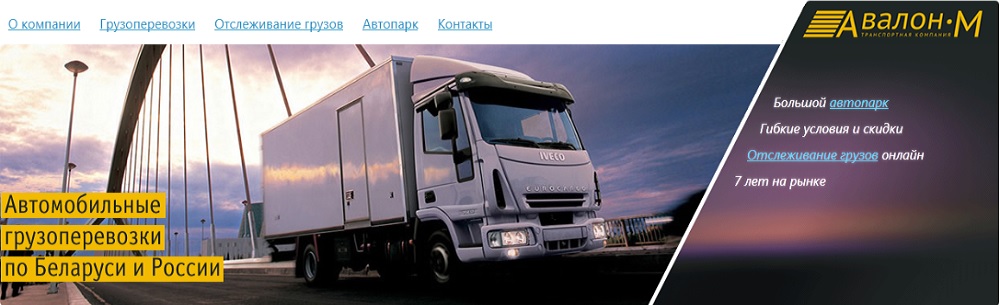 О компании Грузоперевозки Отслеживание грузов Автопарк Контакты
Авалон·М
ТРАНСПОРТНАЯ КОМПАНИЯ
Большой автопарк
Гибкие условия и скидки
Отслеживание грузов онлайн
7 лет на рынке
IVECO
EUROCARGO
Автомобильные
грузоперевозки
по Беларуси и России